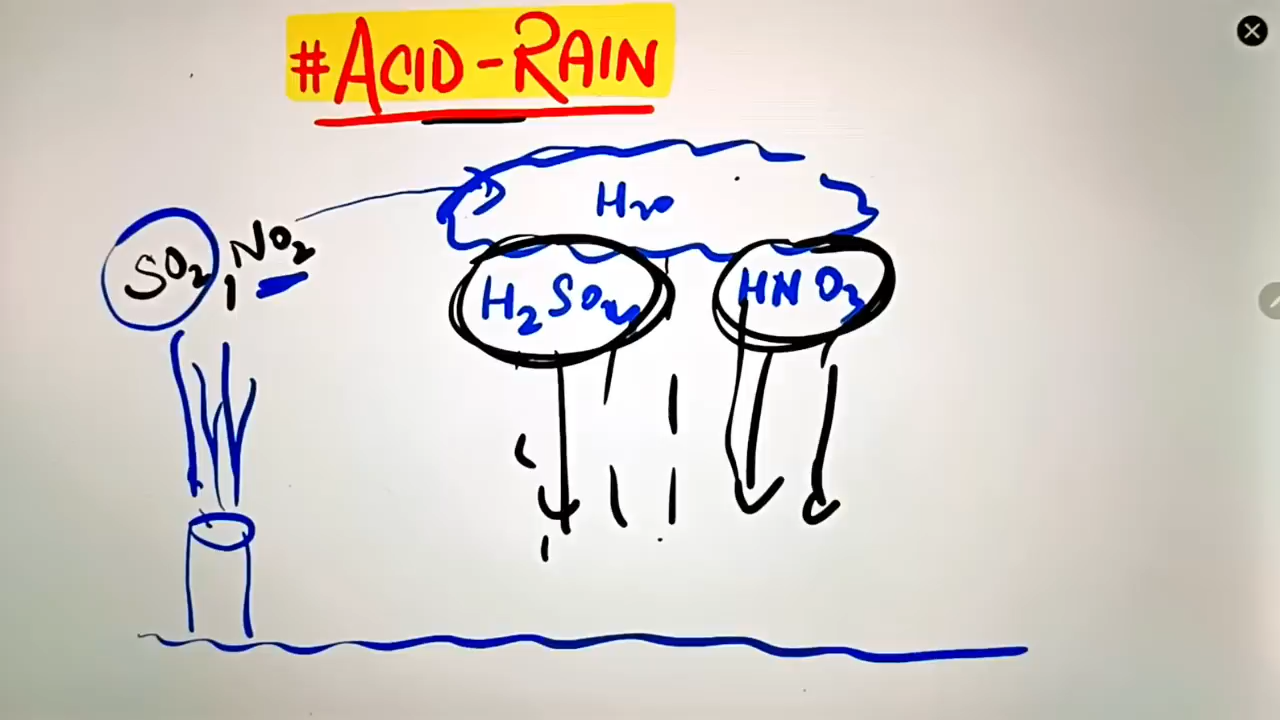 #ACID-RAIN
H2O
SO2, NO2
H2SO4
HNO3